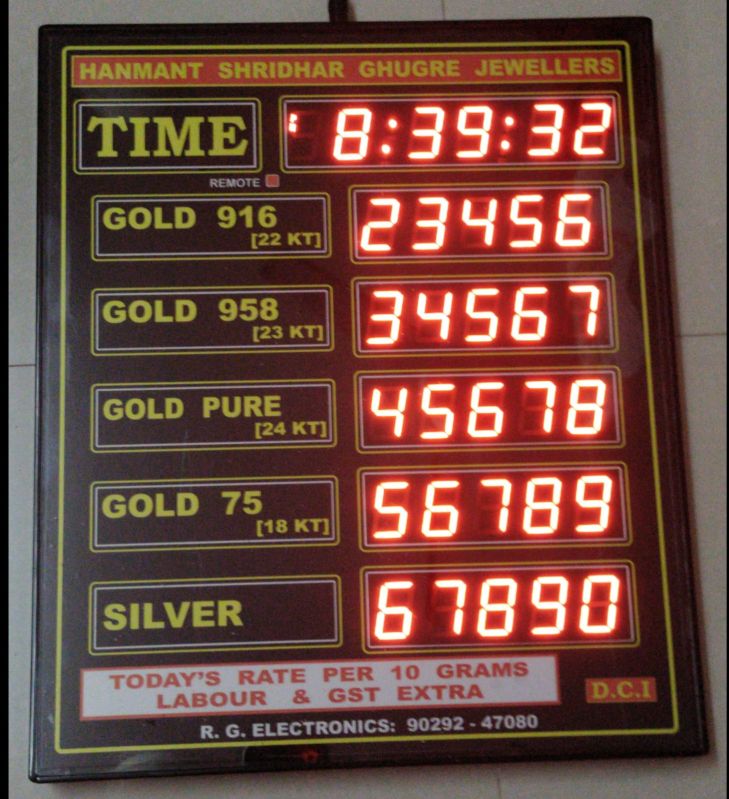 HANMANT SHRIDHAR GHUGRE JEWELLERS
TIME 8:39:32
REMOTE
GOLD 916 [22 KT] 23456
GOLD 958 [23 KT] 34567
GOLD PURE [24 KT] 45678
GOLD 75 [18 KT] 56789
SILVER 67890
TODAY'S RATE PER 10 GRAMS
LABOUR & GST EXTRA
D.C.I
R. G. ELECTRONICS: 90292 - 47080